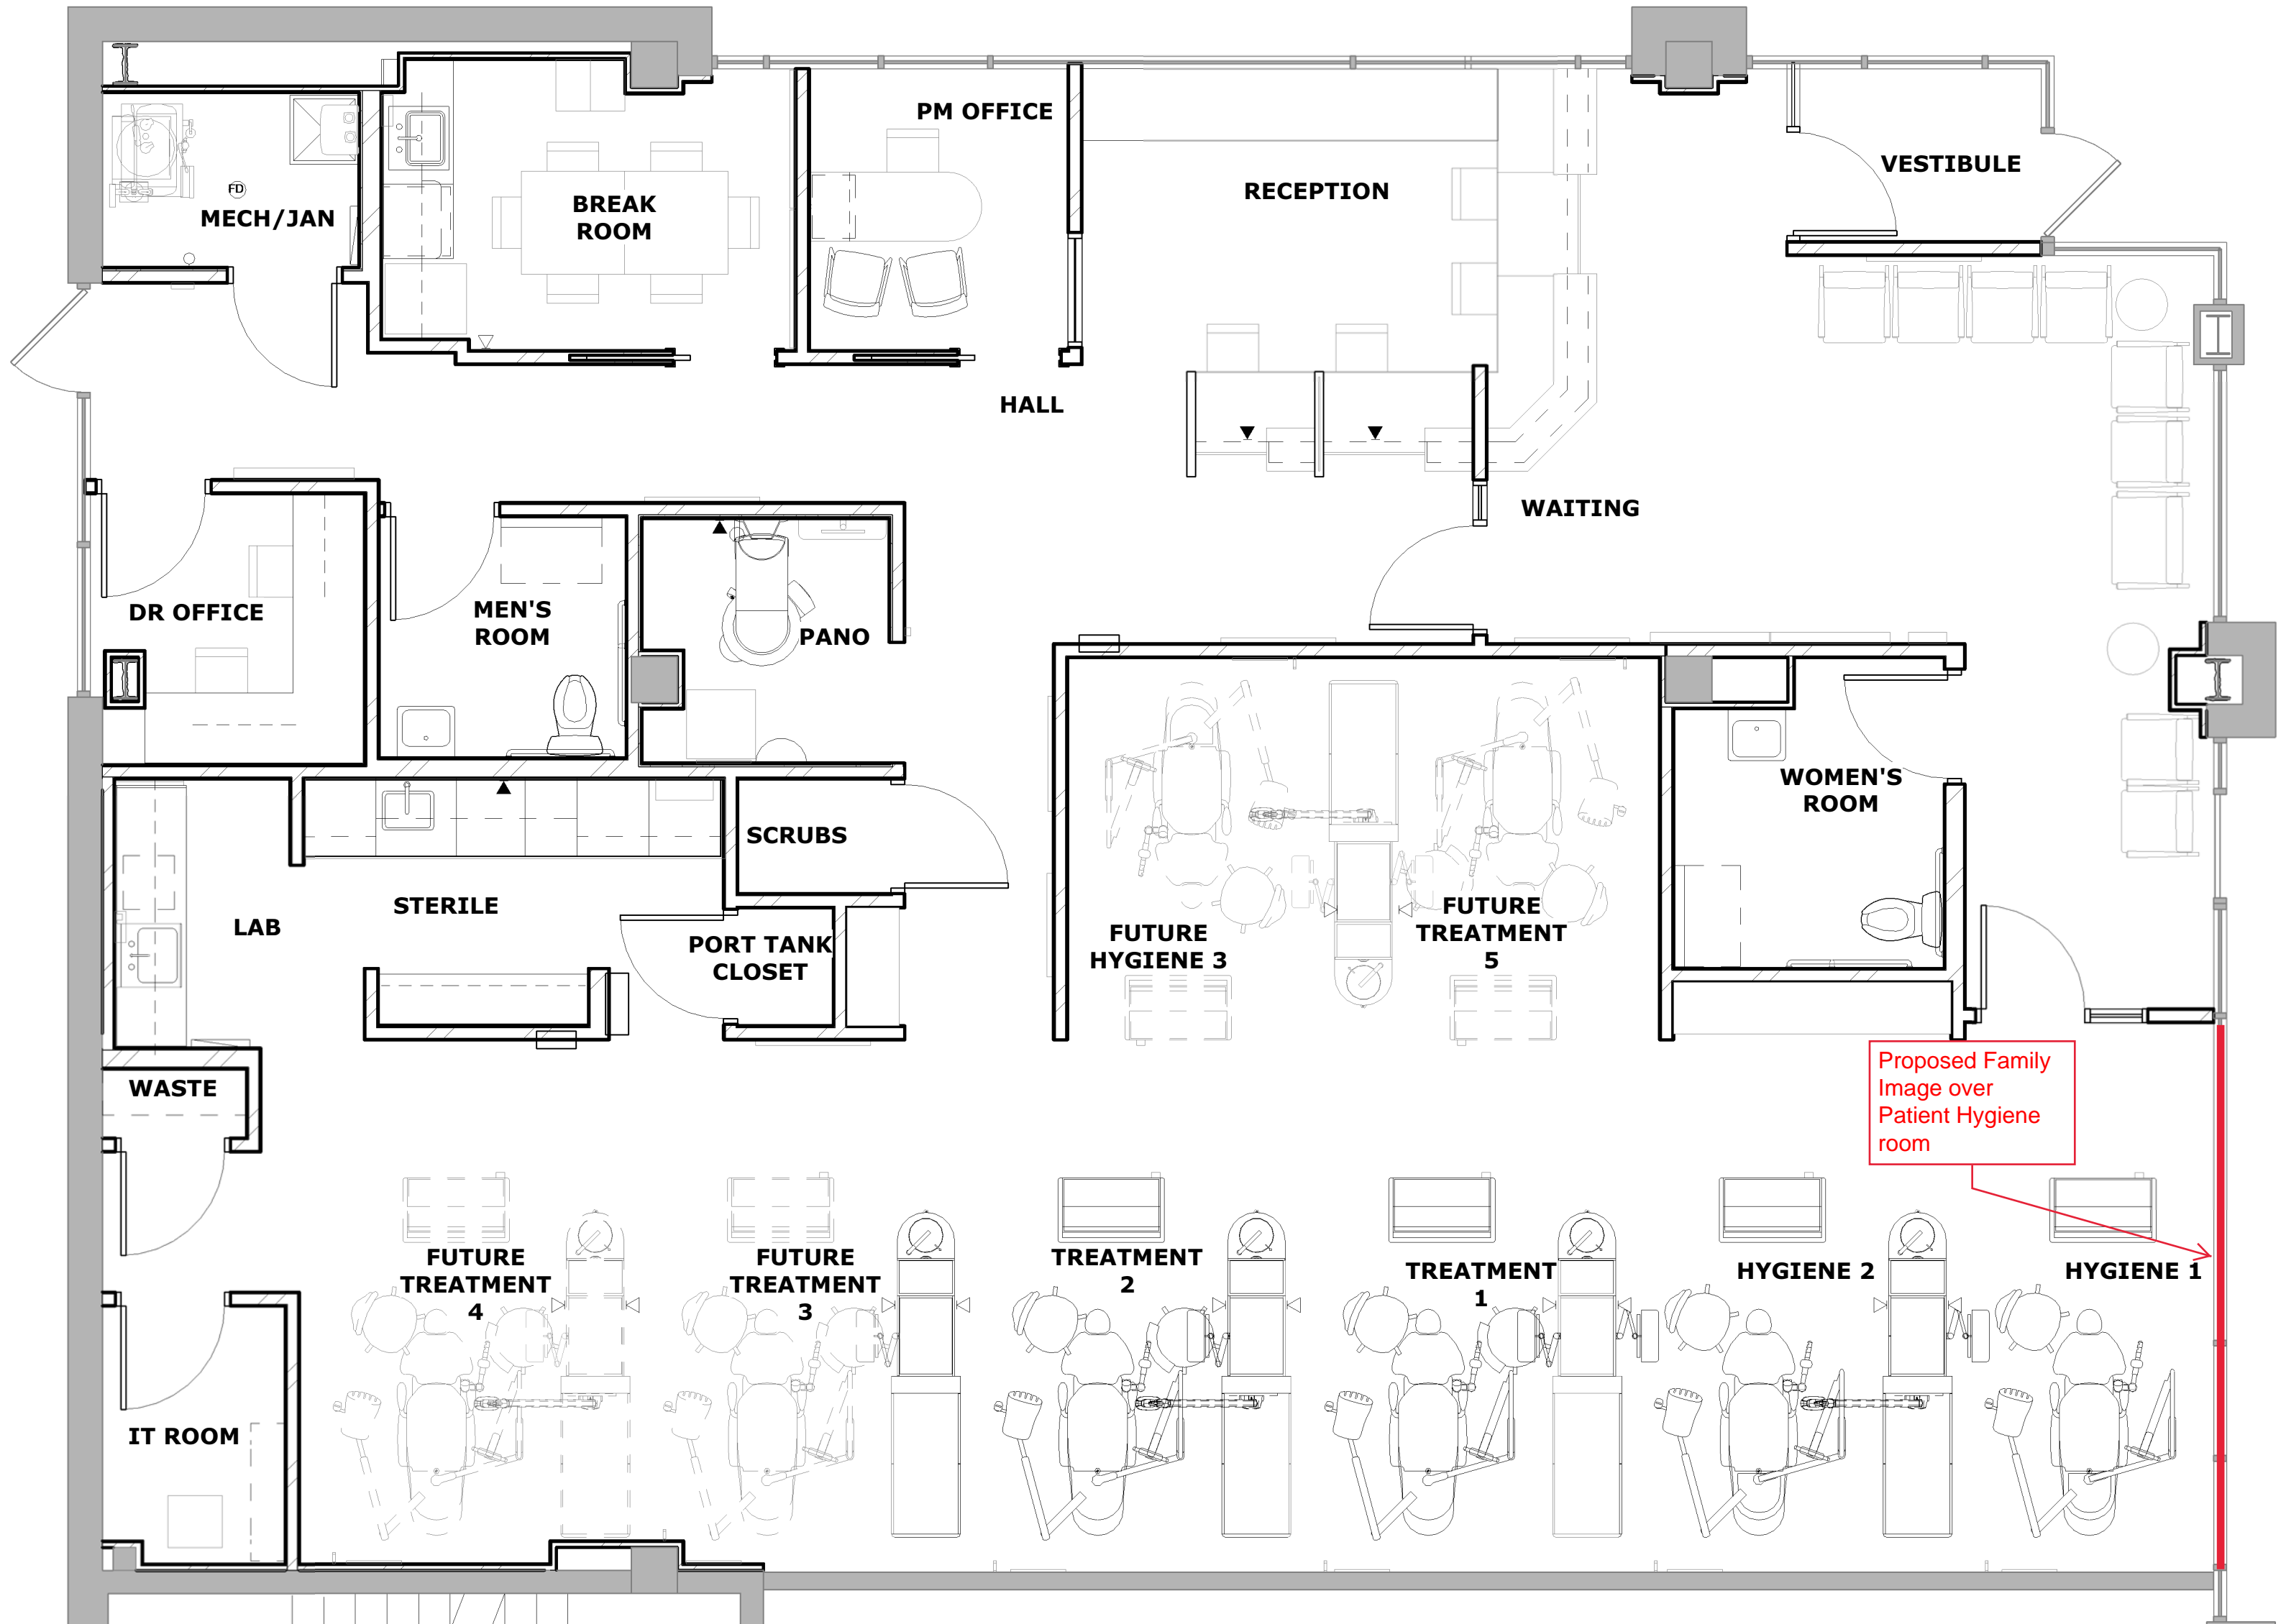 PM OFFICE
VESTIBULE
RECEPTION
BREAK
ROOM
FD
MECH/JAN
HALL
WAITING
DR OFFICE
MEN'S
ROOM
PANO
WOMEN'S
ROOM
SCRUBS
STERILE
LAB
PORT TANK
CLOSET
FUTURE
HYGIENE 3
FUTURE
TREATMENT
5
WASTE
Proposed Family
Image over
Patient Hygiene
room
FUTURE
TREATMENT
4
FUTURE
TREATMENT
3
TREATMENT
2
TREATMENT
1
HYGIENE 2
HYGIENE 1
IT ROOM